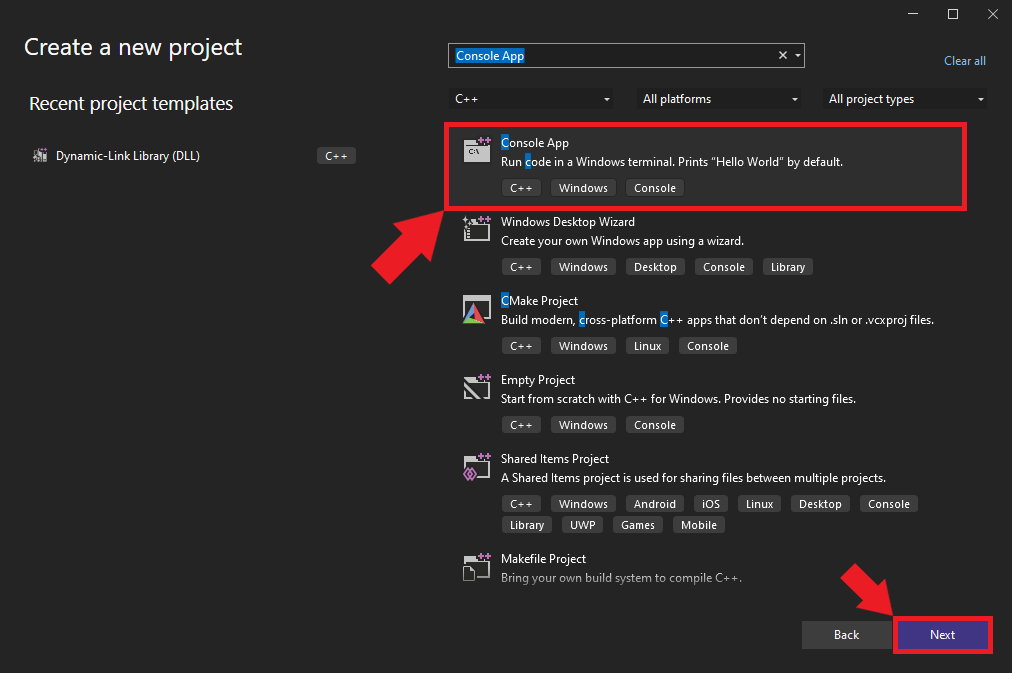 Create a new project
Recent project templates
Dynamic-Link Library (DLL) C++
Console App
Clear all
C++ All platforms All project types
C:\
Console App
Run code in a Windows terminal. Prints "Hello World" by default.
C++ Windows Console
Windows Desktop Wizard
Create your own Windows app using a wizard.
C++ Windows Desktop Console Library
CMake Project
Build modern, cross-platform C++ apps that don't depend on .sln or .vcxproj files.
C++ Windows Linux Console
Empty Project
Start from scratch with C++ for Windows. Provides no starting files.
C++ Windows Console
Shared Items Project
A Shared Items project is used for sharing files between multiple projects.
C++ Windows Android iOS Linux Desktop Console
Library UWP Games Mobile
Makefile Project
Bring your own build system to compile C++.
Back Next